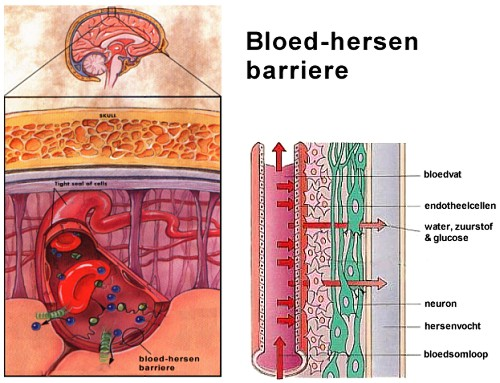 Bloed-hersen
barriere
SKULL
Tight seal of cells
bloed-hersen
barriere
bloedvat
endotheelcellen
water, zuurstof
& glucose
neuron
hersenvocht
bloedsomloop